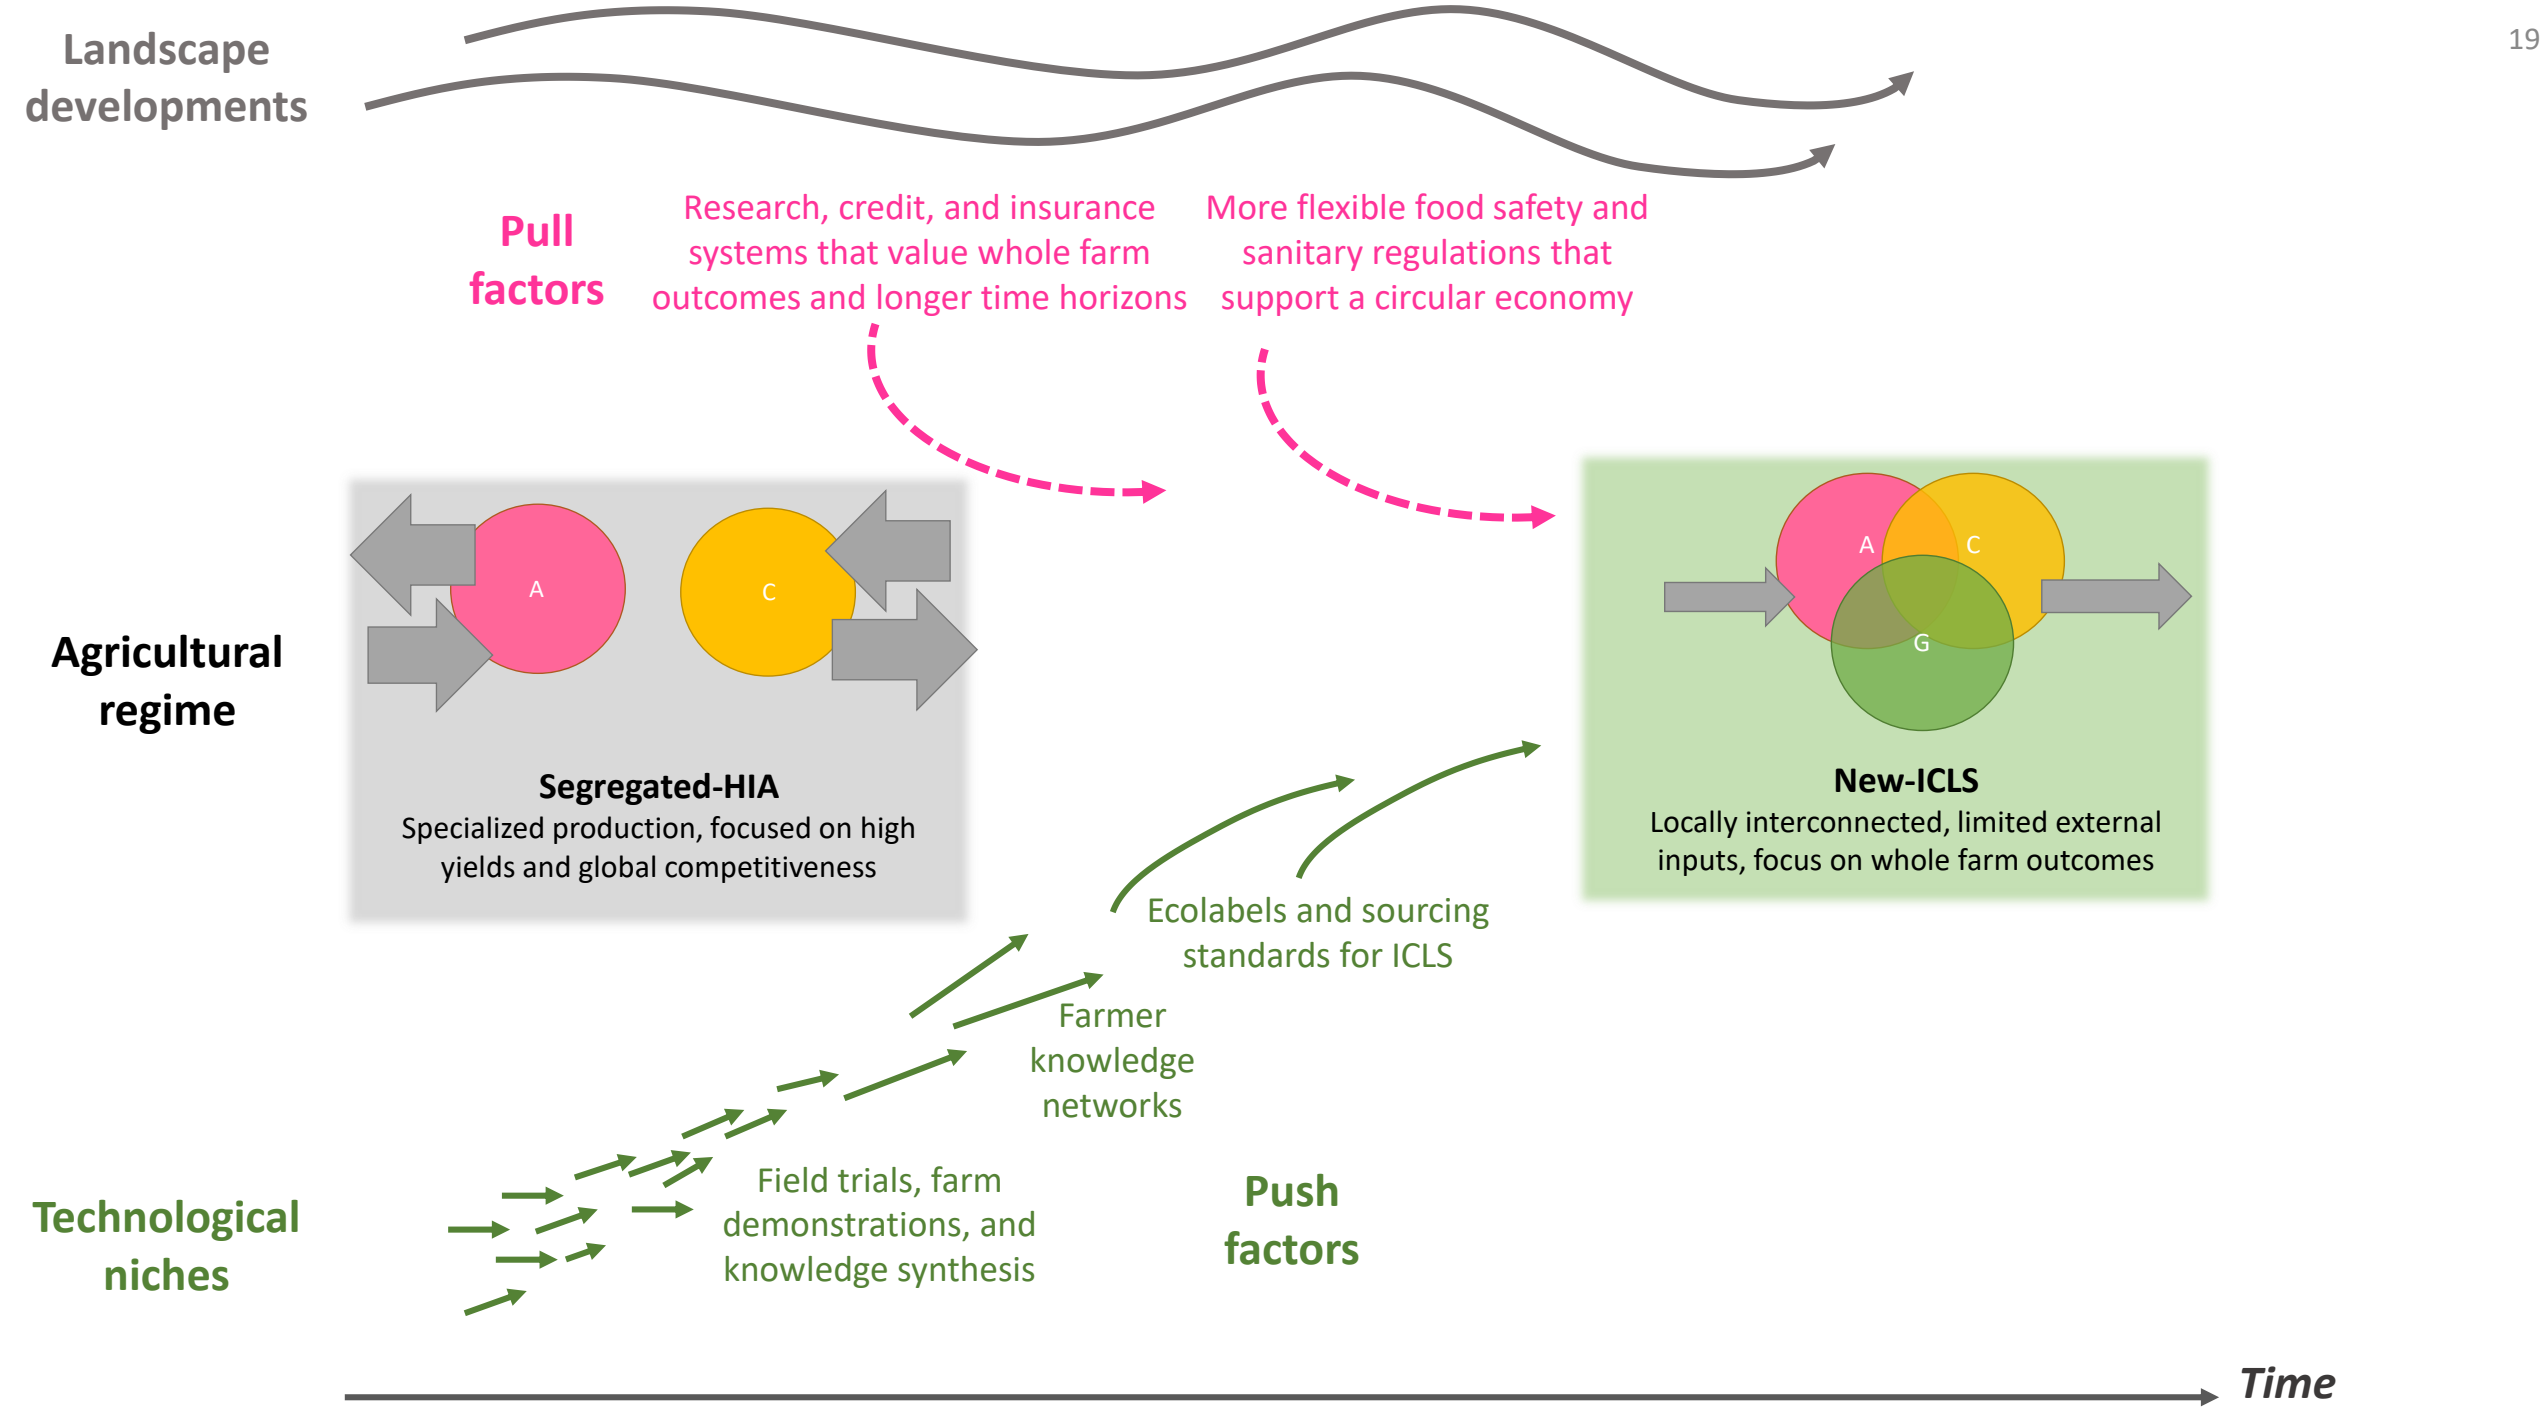 19
Landscape
developments
Pull
factors
Research, credit, and insurance
systems that value whole farm
outcomes and longer time horizons
More flexible food safety and
sanitary regulations that
support a circular economy
Agricultural
regime
A
C
Segregated-HIA
Specialized production, focused on high
yields and global competitiveness
A
C
G
New-ICLS
Locally interconnected, limited external
inputs, focus on whole farm outcomes
Ecolabels and sourcing
standards for ICLS
Farmer
knowledge
networks
Technological
niches
Field trials, farm
demonstrations, and
knowledge synthesis
Push
factors
Time